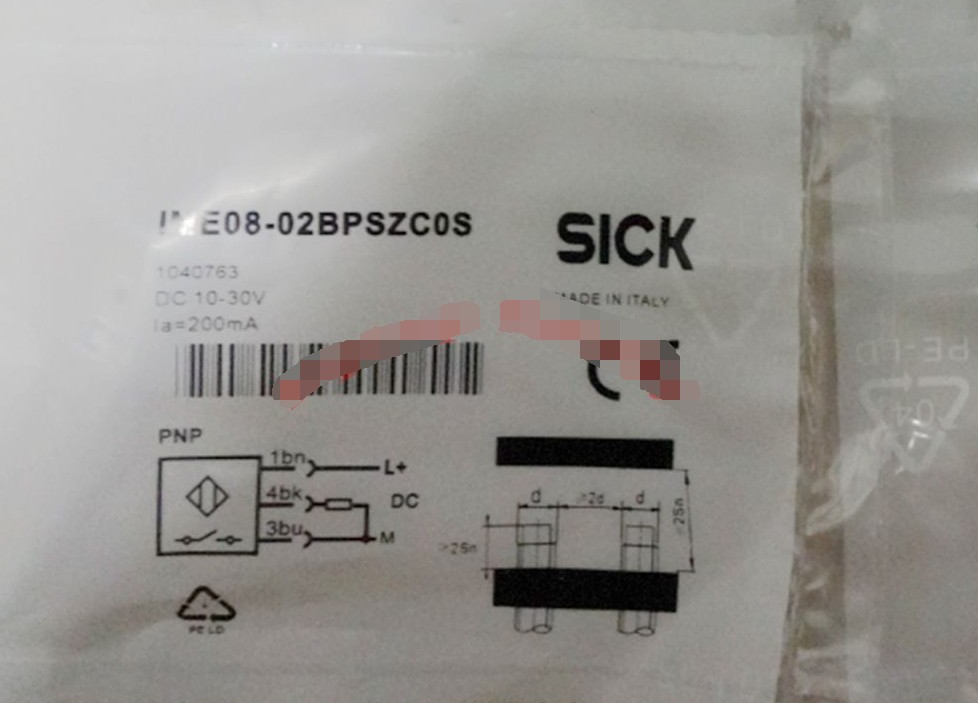 IME08-02BPSZC0S
SICK
1040763
DC 10-30V
MADE IN ITALY
Ia=200mA
PNP
1bn
L+
4bk
DC
3bu
M
d
≥2d
d
≥2Sn
≥2Sn
PE LD
PE-LD
04